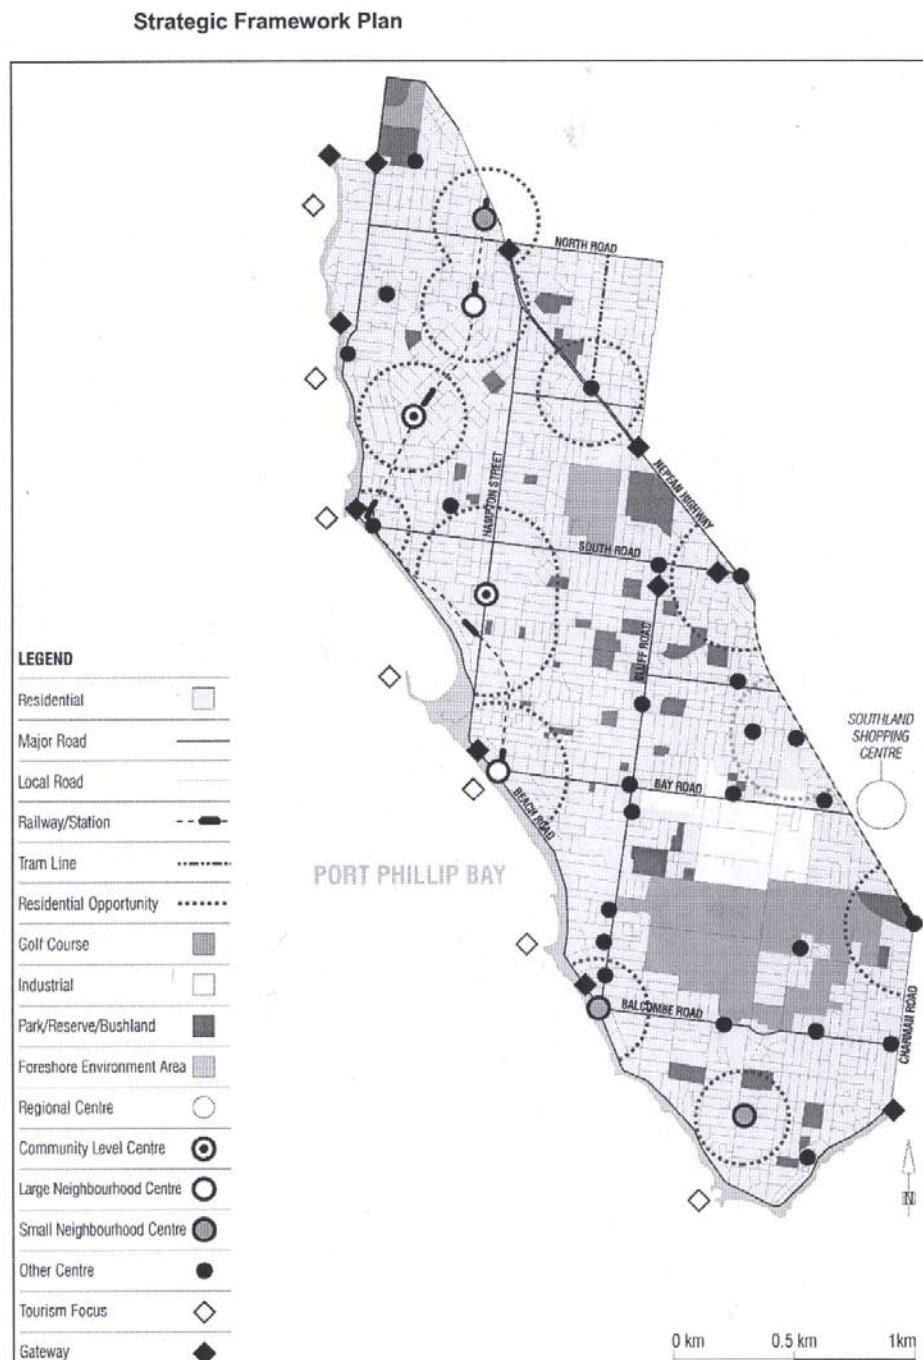 Strategic Framework Plan
NORTH ROAD
HAMPTON STREET
NEPEAN HIGHWAY
SOUTH ROAD
BLUFF ROAD
SOUTHLAND
SHOPPING
CENTRE
BAY ROAD
BEACH ROAD
PORT PHILLIP BAY
BALCOMBE ROAD
CHARMAN ROAD
N
LEGEND
Residential
Major Road
Local Road
Railway/Station
Tram Line
Residential Opportunity
Golf Course
Industrial
Park/Reserve/Bushland
Foreshore Environment Area
Regional Centre
Community Level Centre
Large Neighbourhood Centre
Small Neighbourhood Centre
Other Centre
Tourism Focus
Gateway
0 km 0.5 km 1km